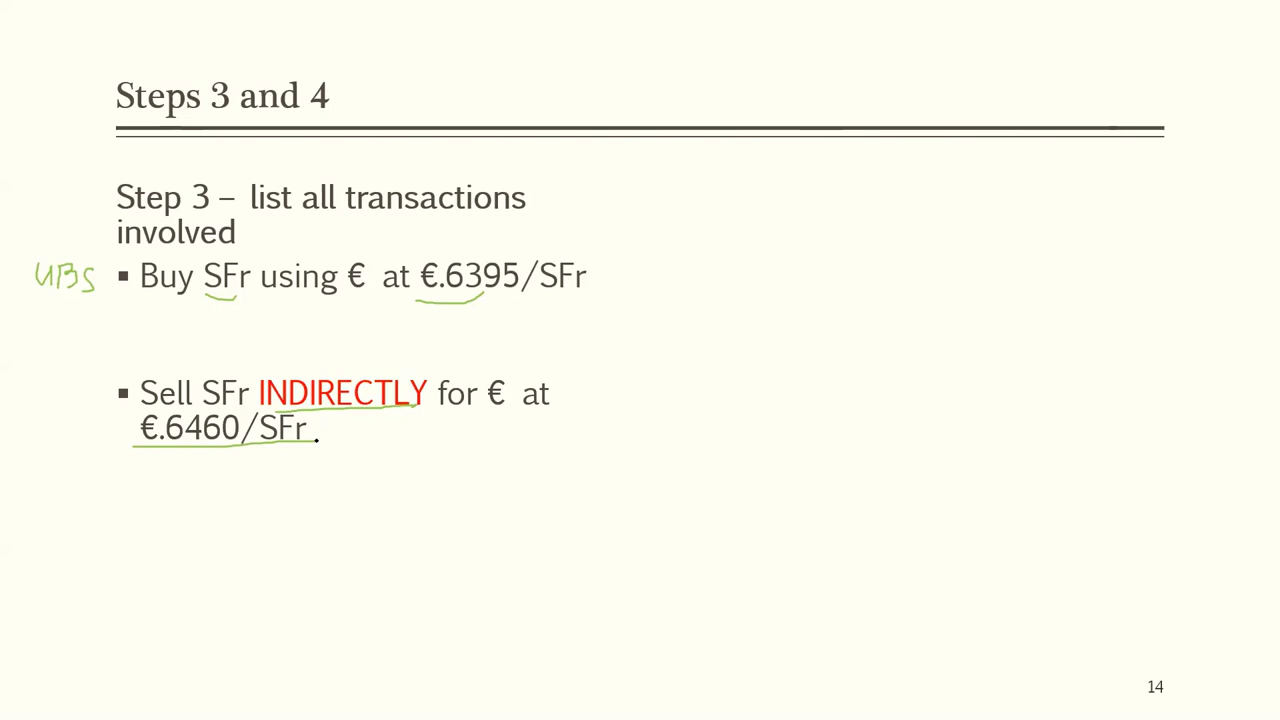 Steps 3 and 4
Step 3 – list all transactions
involved
UBS ▪ Buy SFr using € at €.6395/SFr
▪ Sell SFr INDIRECTLY for € at
€.6460/SFr .
14